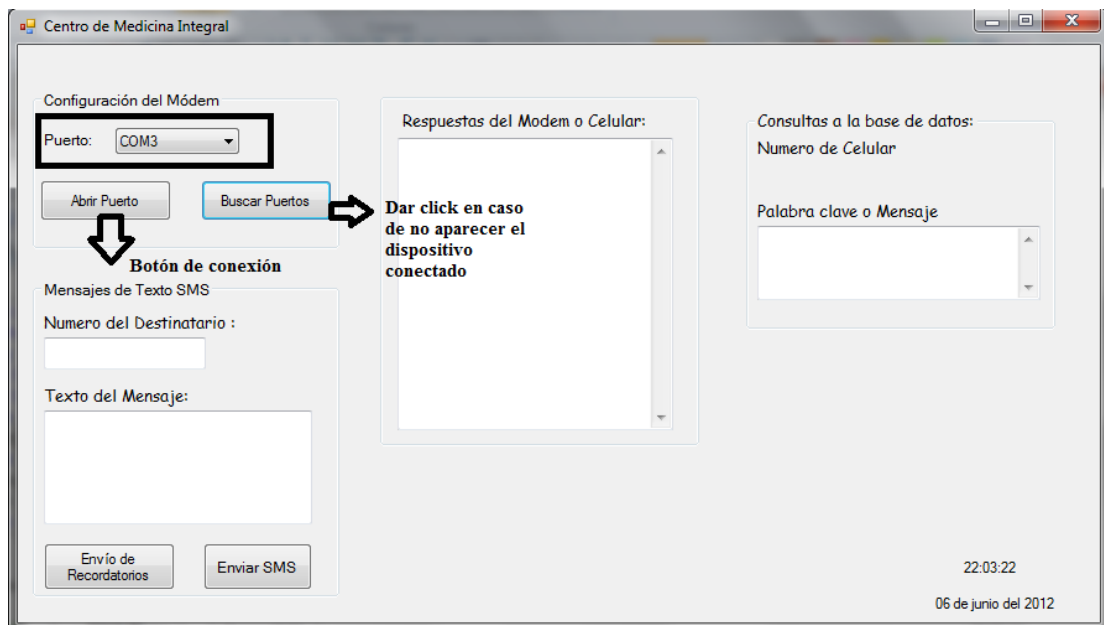 Centro de Medicina Integral
Configuración del Módem
Puerto:
COM3
Abrir Puerto
Buscar Puertos
Botón de conexión
Mensajes de Texto SMS
Numero del Destinatario :
Texto del Mensaje:
Envío de
Recordatorios
Enviar SMS
Respuestas del Modem o Celular:
Dar click en caso
de no aparecer el
dispositivo
conectado
Consultas a la base de datos:
Numero de Celular
Palabra clave o Mensaje
22:03:22
06 de junio del 2012